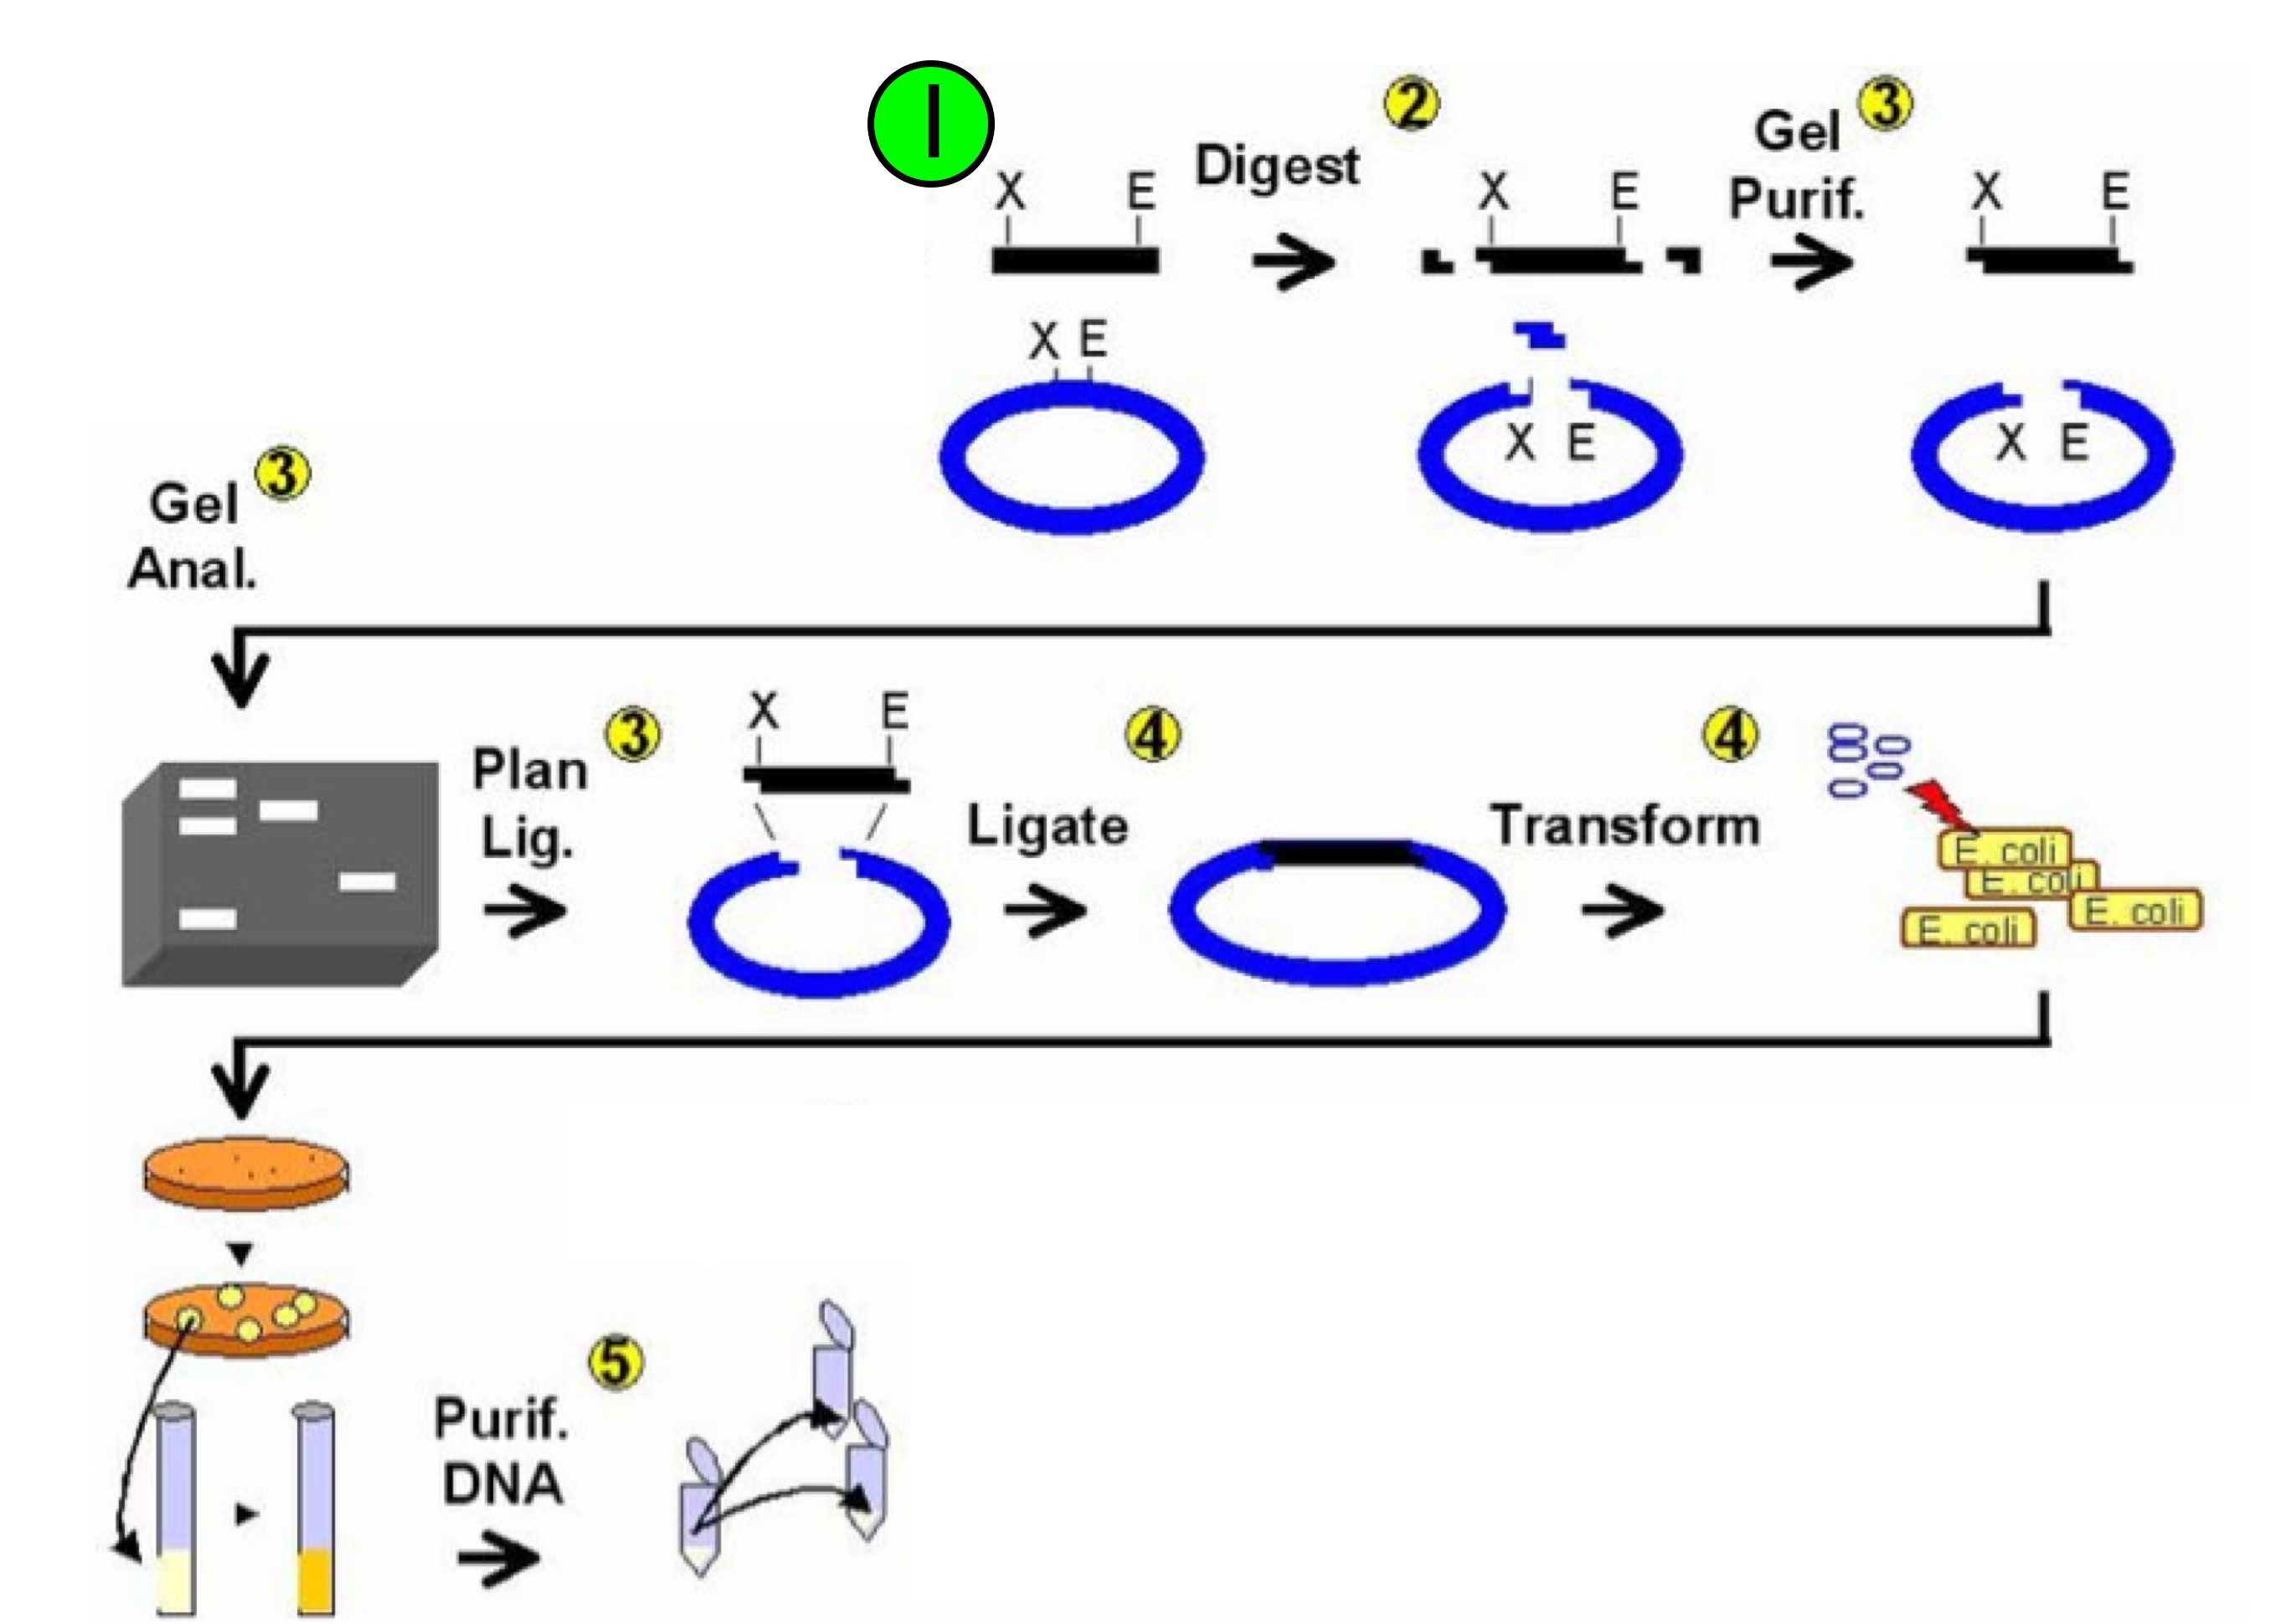 I
X E
Digest
2
X E
Gel
Purif.
3
X E
X E
X E
X E
Gel
Anal.
3
Plan
Lig.
3
X E
Ligate
4
Transform
4
E. coli
E. coli
E. coli
E. coli
Purif.
DNA
5